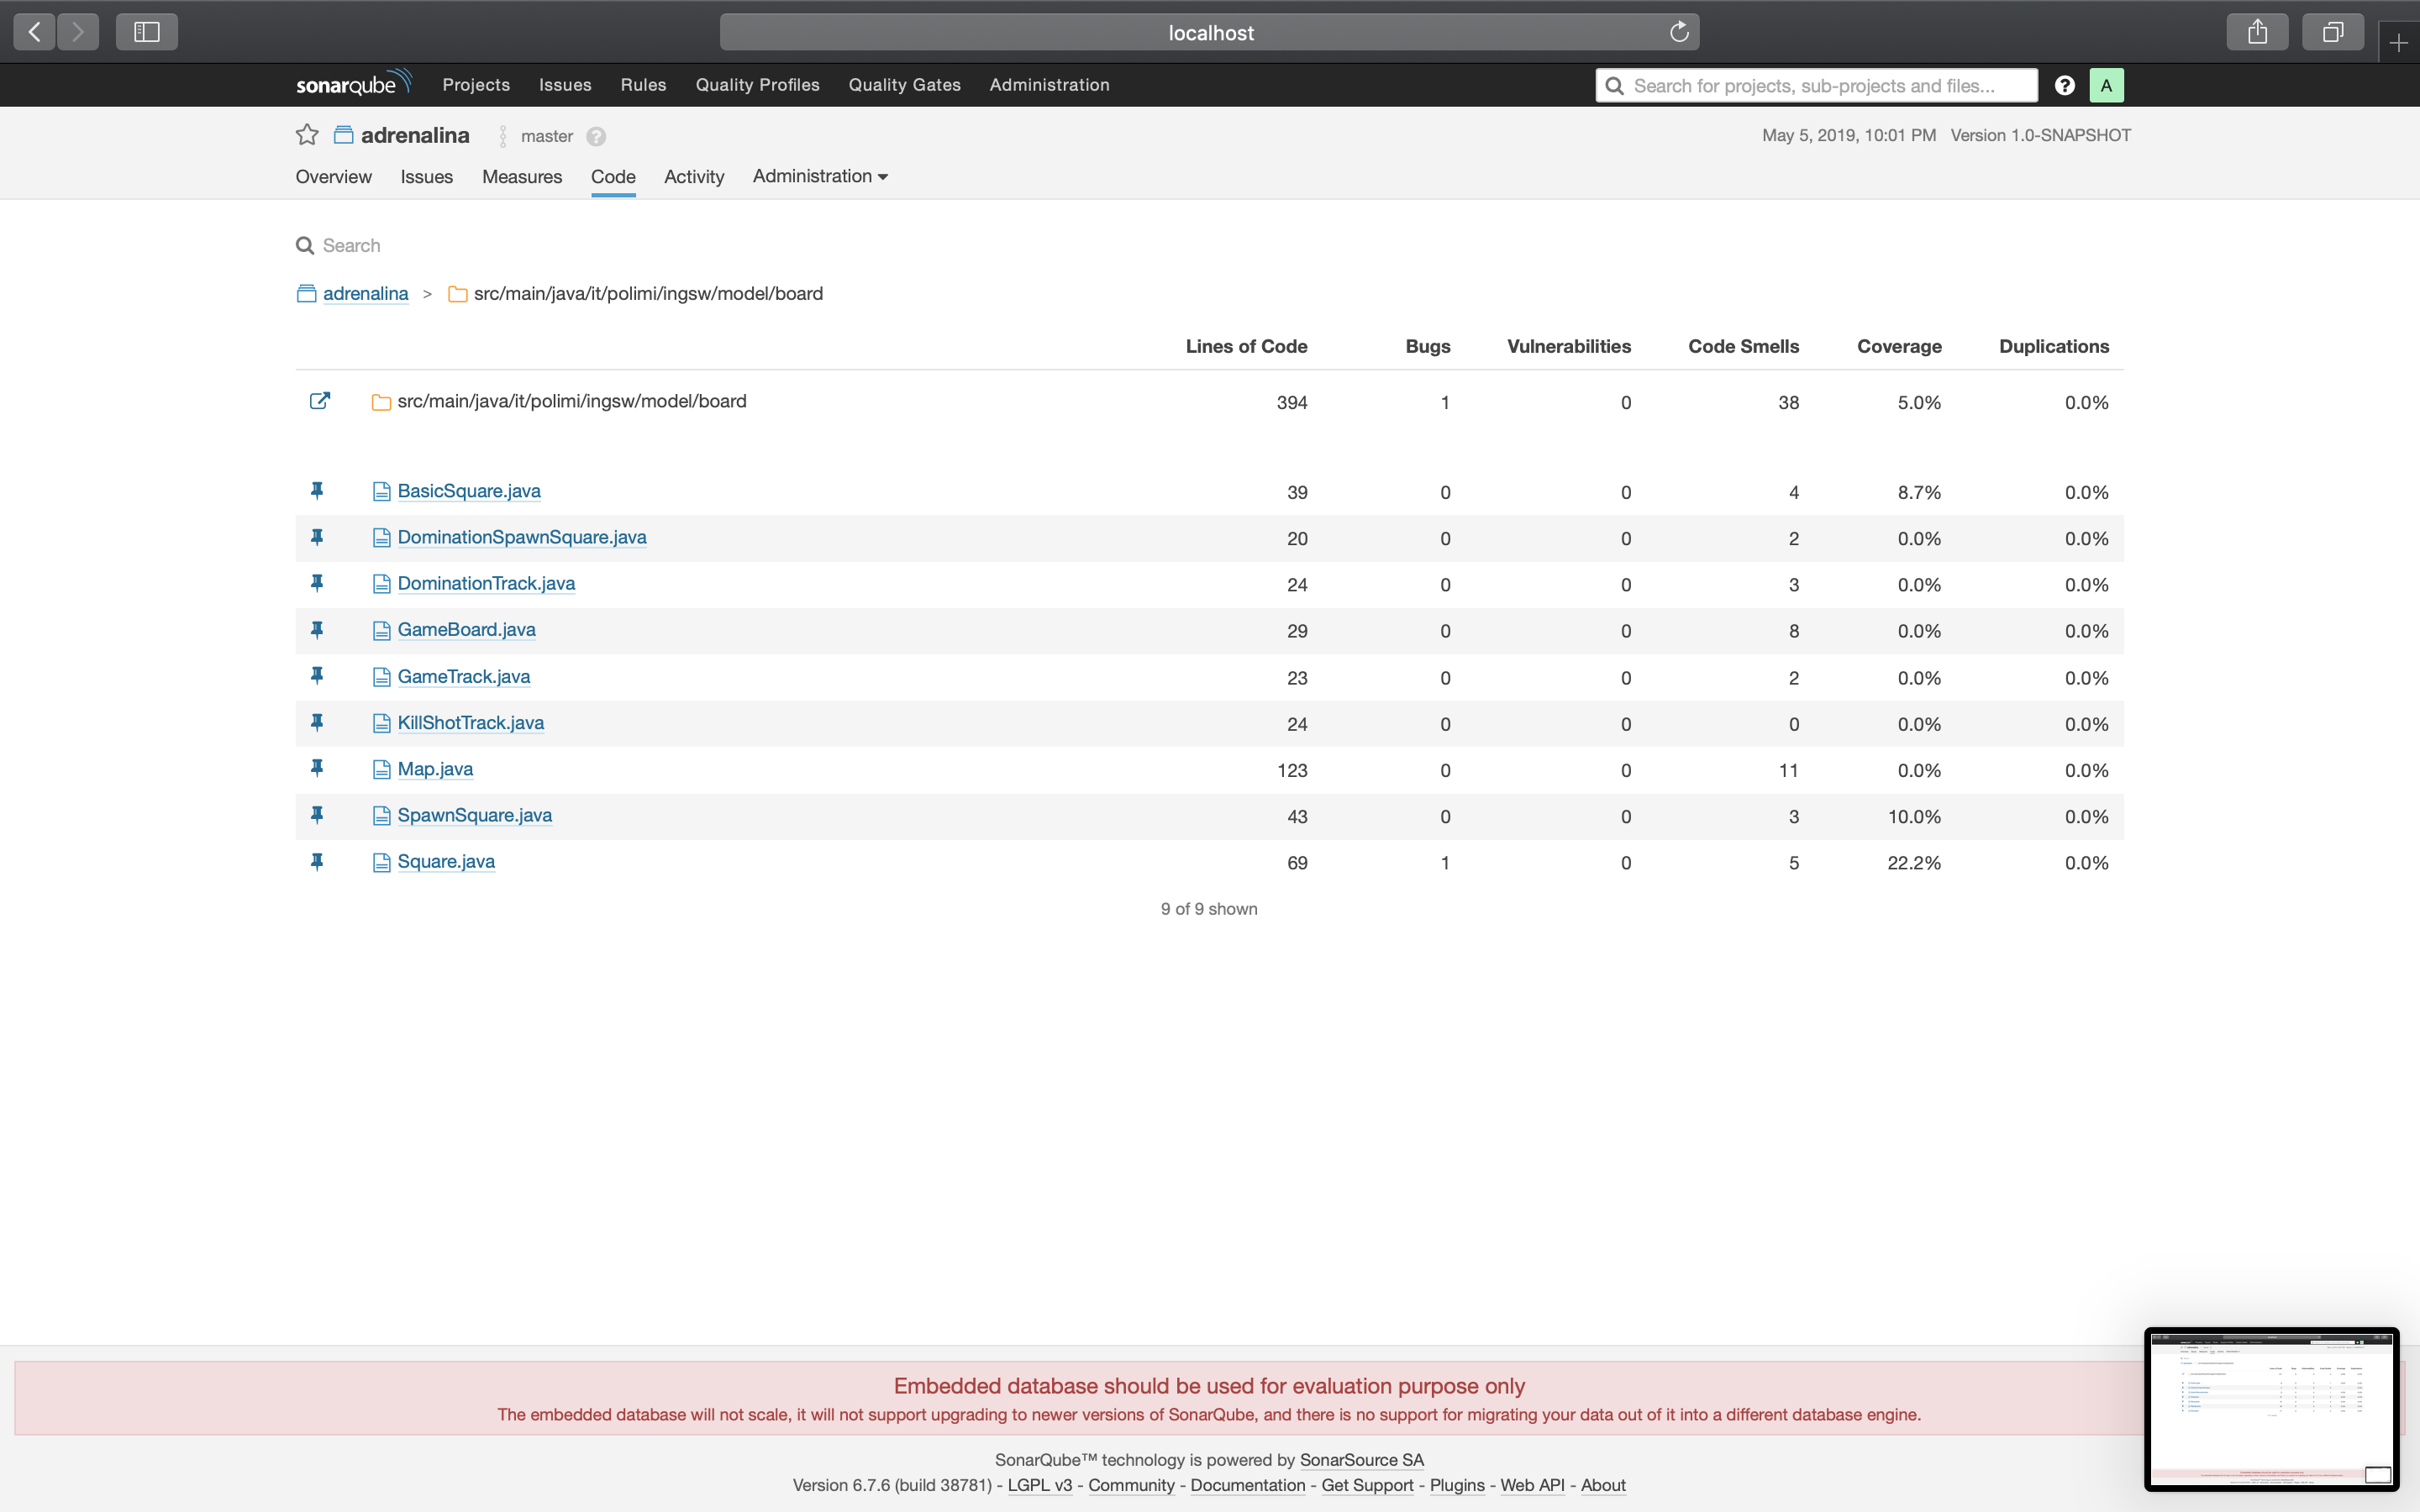 localhost
sonarqube Projects Issues Rules Quality Profiles Quality Gates Administration Search for projects, sub-projects and files... ? A
adrenalina master ? May 5, 2019, 10:01 PM Version 1.0-SNAPSHOT
Overview Issues Measures Code Activity Administration
Search
adrenalina > src/main/java/it/polimi/ingsw/model/board
Lines of Code Bugs Vulnerabilities Code Smells Coverage Duplications
src/main/java/it/polimi/ingsw/model/board 394 1 0 38 5.0% 0.0%
BasicSquare.java 39 0 0 4 8.7% 0.0%
DominationSpawnSquare.java 20 0 0 2 0.0% 0.0%
DominationTrack.java 24 0 0 3 0.0% 0.0%
GameBoard.java 29 0 0 8 0.0% 0.0%
GameTrack.java 23 0 0 2 0.0% 0.0%
KillShotTrack.java 24 0 0 0 0.0% 0.0%
Map.java 123 0 0 11 0.0% 0.0%
SpawnSquare.java 43 0 0 3 10.0% 0.0%
Square.java 69 1 0 5 22.2% 0.0%
9 of 9 shown
Embedded database should be used for evaluation purpose only
The embedded database will not scale, it will not support upgrading to newer versions of SonarQube, and there is no support for migrating your data out of it into a different database engine.
SonarQube™ technology is powered by SonarSource SA
Version 6.7.6 (build 38781) - LGPL v3 - Community - Documentation - Get Support - Plugins - Web API - About